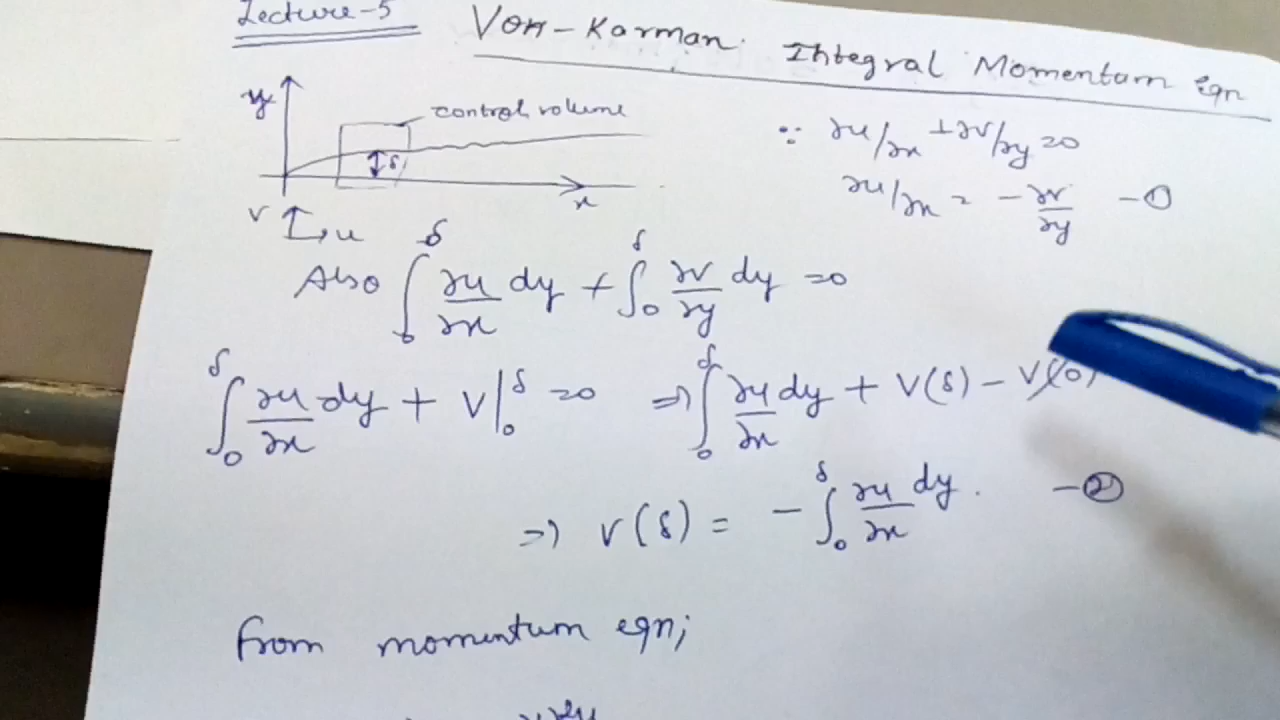 Lecture-5
Von-Karman Integral Momentum eqn
y
control volume
δ
x
v
u
∵ ∂u/∂x + ∂v/∂y = 0
∂u/∂x = - ∂v/∂y - ①
Also ∫₀^δ ∂u/∂x dy + ∫₀^δ ∂v/∂y dy = 0
∫₀^δ ∂u/∂x dy + v|₀^δ = 0 ⇒ ∫₀^δ ∂u/∂x dy + v(δ) - v(0)
⇒ v(δ) = - ∫₀^δ ∂u/∂x dy. - ②
From momentum eqn;